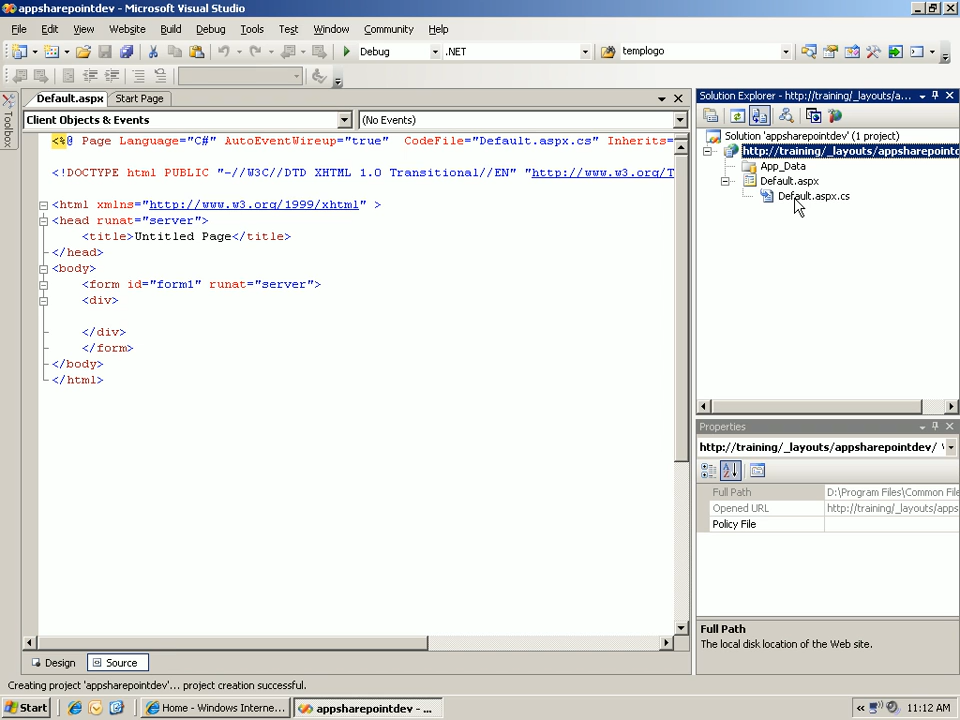 appsharepointdev - Microsoft Visual Studio
File Edit View Website Build Debug Tools Test Window Community Help
Debug .NET templogo
Default.aspx Start Page
Client Objects & Events (No Events)
<%@ Page Language="C#" AutoEventWireup="true" CodeFile="Default.aspx.cs" Inherits=
<!DOCTYPE html PUBLIC "-//W3C//DTD XHTML 1.0 Transitional//EN" "http://www.w3.org/T
<html xmlns="http://www.w3.org/1999/xhtml" >
<head runat="server">
<title>Untitled Page</title>
</head>
<body>
<form id="form1" runat="server">
<div>
</div>
</form>
</body>
</html>
Design Source
Toolbox
Solution Explorer - http://training/_layouts/a...
Solution 'appsharepointdev' (1 project)
http://training/_layouts/appsharepointd
App_Data
Default.aspx
Default.aspx.cs
Properties
http://training/_layouts/appsharepointdev/
Full Path D:\Program Files\Common File
Opened URL http://training/_layouts/apps
Policy File
Full Path
The local disk location of the Web site.
Creating project 'appsharepointdev'... project creation successful.
Start Home - Windows Interne... appsharepointdev - ... « 11:12 AM